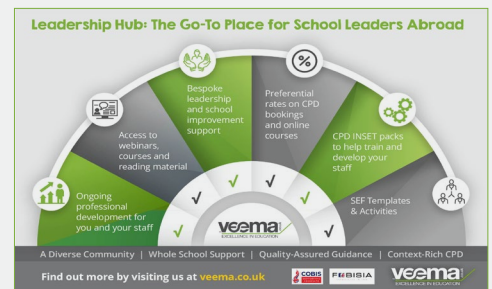 Leadership Hub: The Go-To Place for School Leaders Abroad
Ongoing
professional
development for
you and your staff
Access to
webinars,
courses and
reading material
Bespoke
leadership
and school
improvement
support
Preferential
rates on CPD
bookings
and online
courses
CPD INSET packs
to help train and
develop your
staff
SEF Templates
& Activities
veema
EXCELLENCE IN EDUCATION
A Diverse Community | Whole School Support | Quality-Assured Guidance | Context-Rich CPD
Find out more by visiting us at veema.co.uk
COBIS
FOBISIA
veema
EXCELLENCE IN EDUCATION